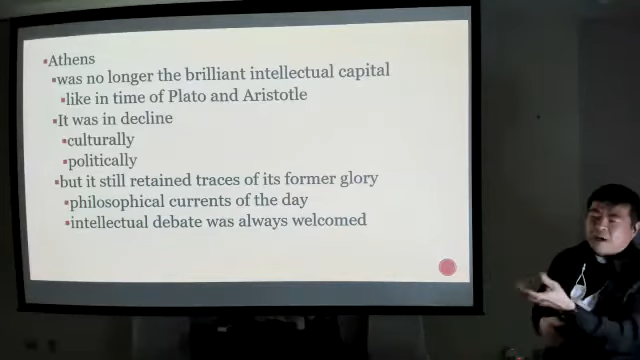 Athens
was no longer the brilliant intellectual capital
like in time of Plato and Aristotle
It was in decline
culturally
politically
but it still retained traces of its former glory
philosophical currents of the day
intellectual debate was always welcomed